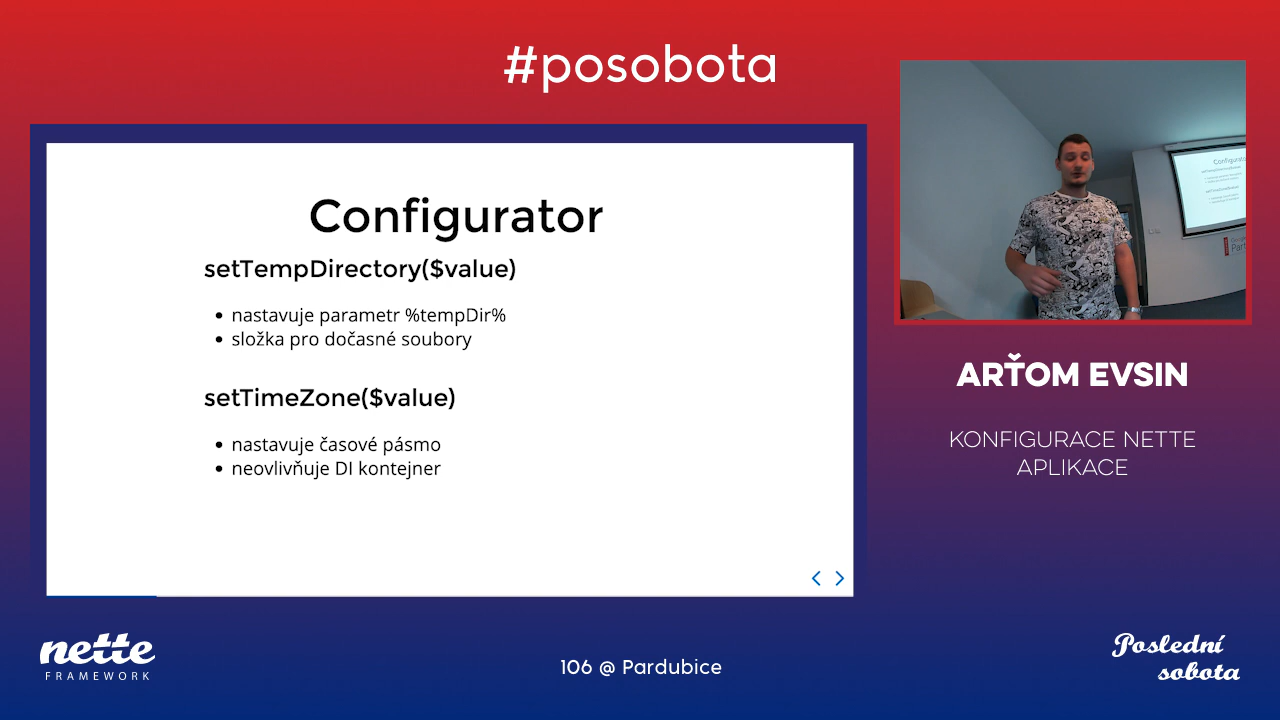 #posobota
Configurator
setTempDirectory($value)
nastavuje parametr %tempDir%
složka pro dočasné soubory
setTimeZone($value)
nastavuje časové pásmo
neovlivňuje DI kontejner
Configurator
ARŤOM EVSIN
KONFIGURACE NETTE
APLIKACE
nette
FRAMEWORK
106 @ Pardubice
Poslední
sobota